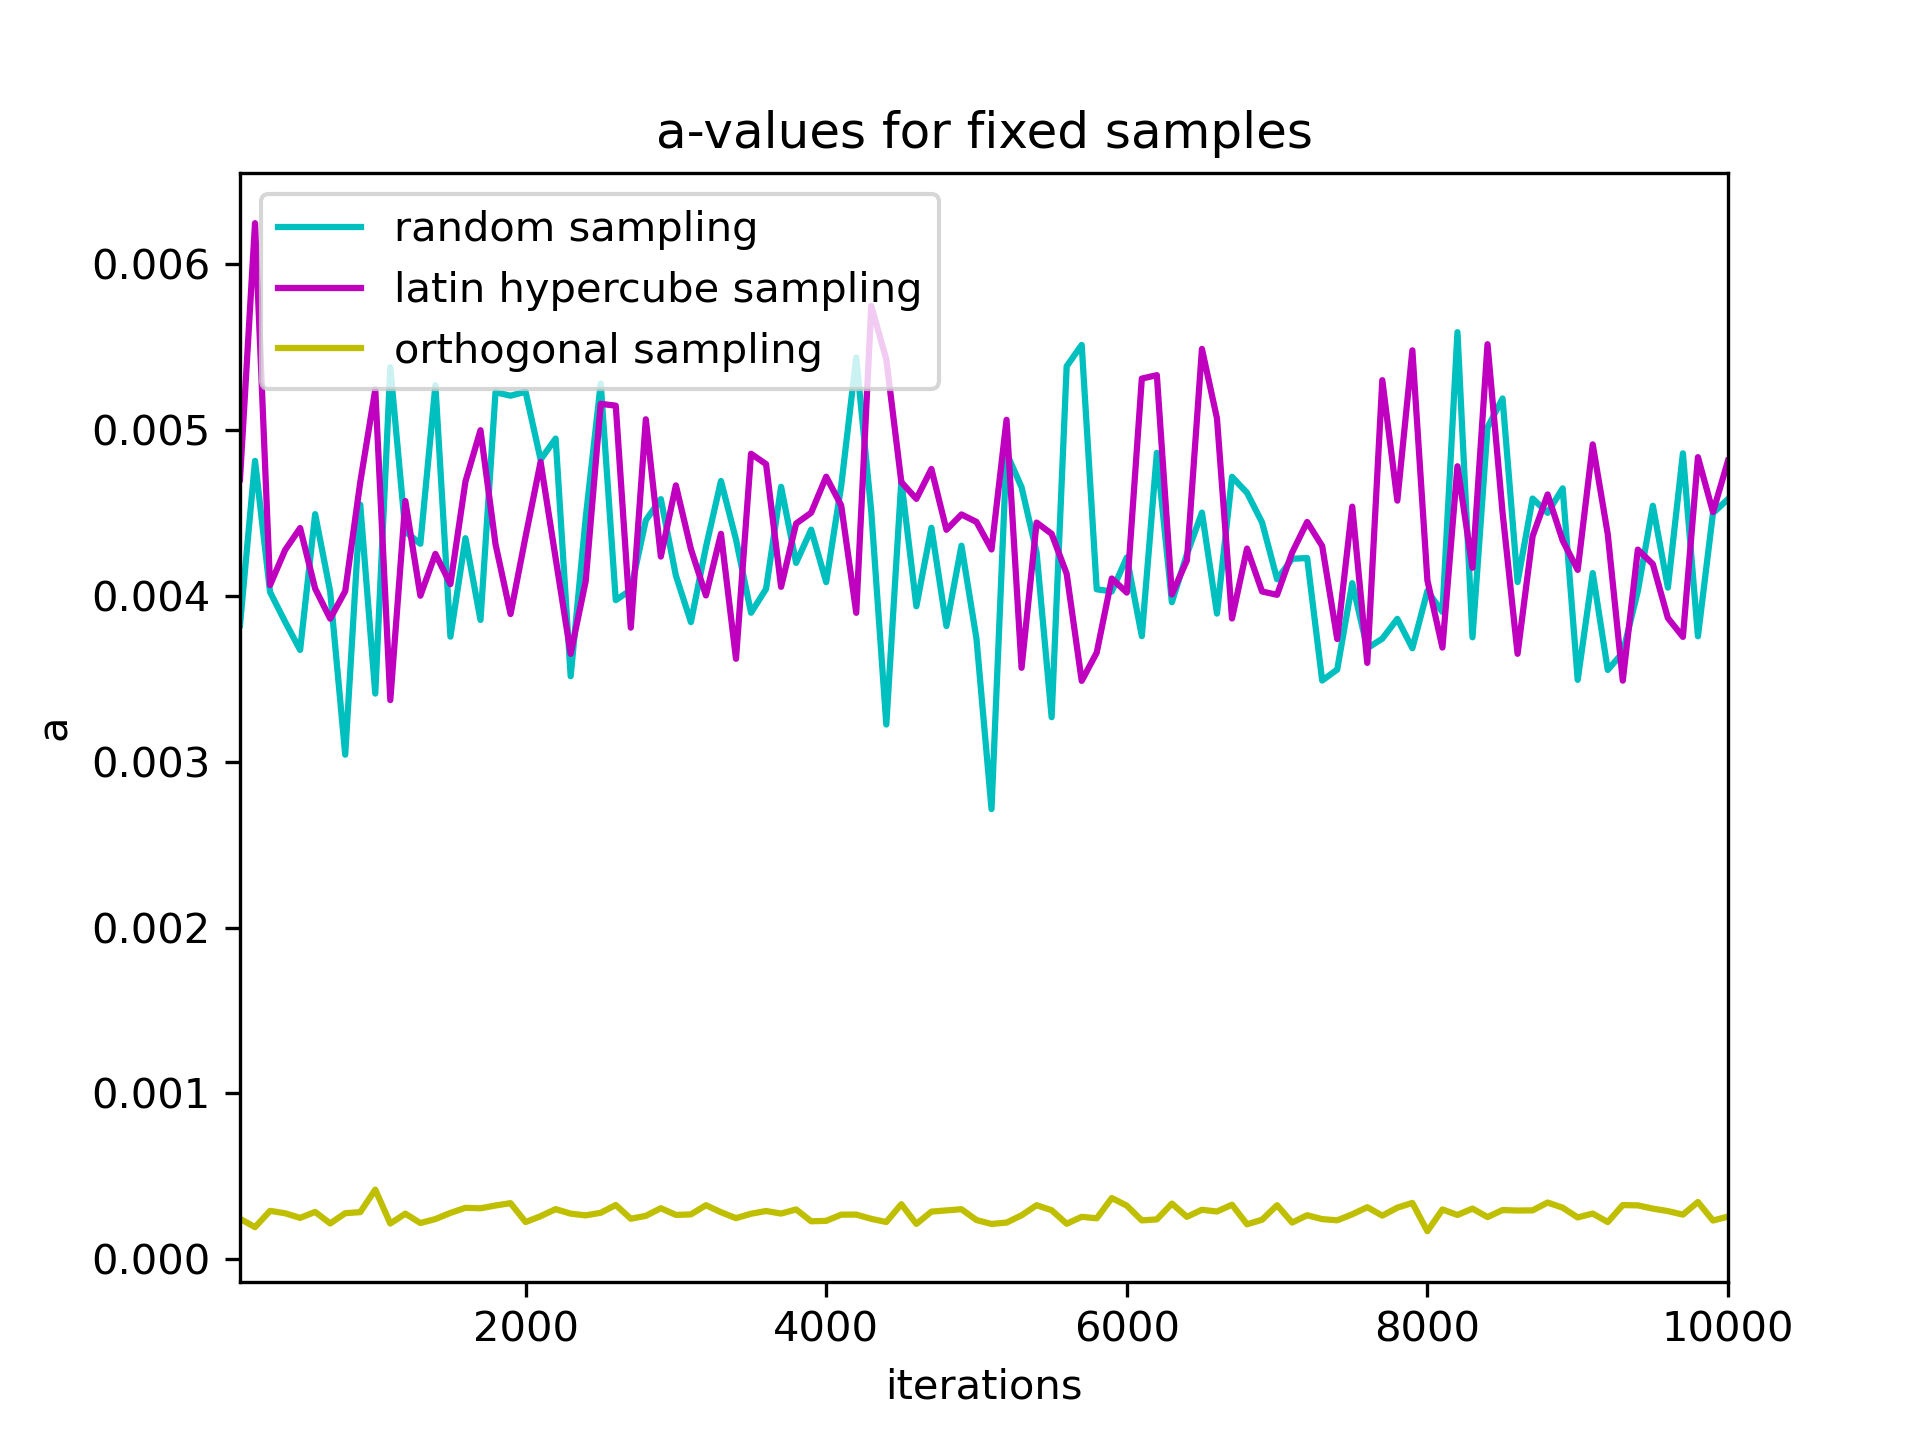 a-values for fixed samples
random sampling
latin hypercube sampling
orthogonal sampling
0.006
0.005
0.004
0.003
0.002
0.001
0.000
a
2000 4000 6000 8000 10000
iterations